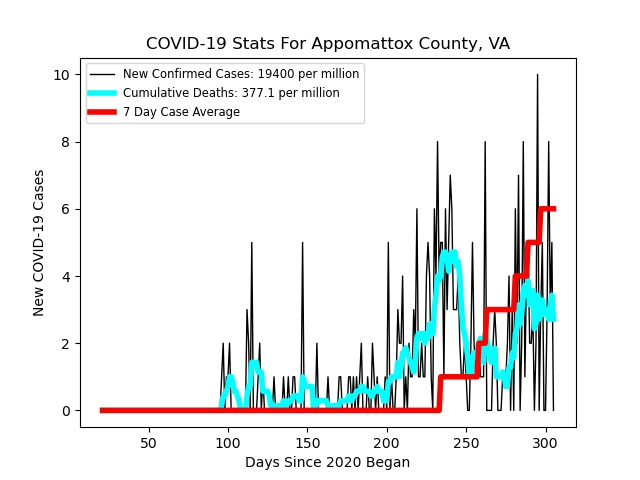 COVID-19 Stats For Appomattox County, VA
New Confirmed Cases: 19400 per million
Cumulative Deaths: 377.1 per million
7 Day Case Average
New COVID-19 Cases
10
8
6
4
2
0
50 100 150 200 250 300
Days Since 2020 Began